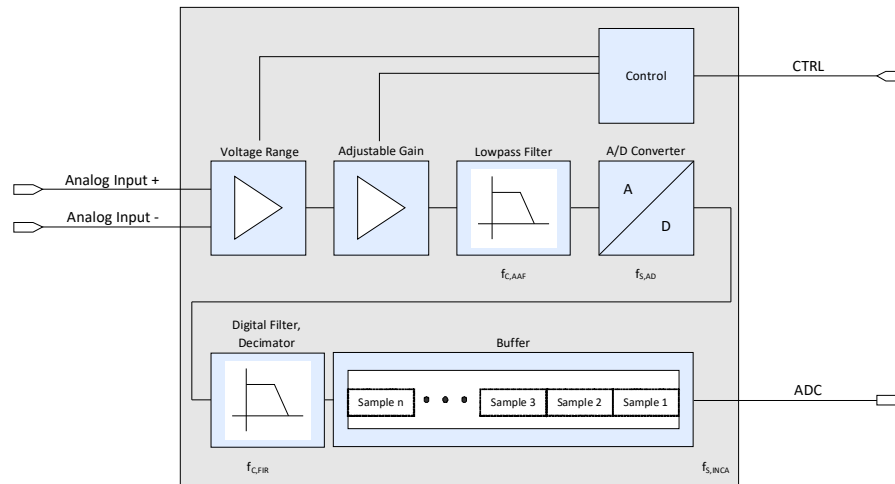 Control
CTRL
Voltage Range
Adjustable Gain
Lowpass Filter
A/D Converter
Analog Input +
Analog Input -
A
D
fC,AAF
fS,AD
Digital Filter,
Decimator
Buffer
Sample n
Sample 3
Sample 2
Sample 1
ADC
fC,FIR
fS,INCA